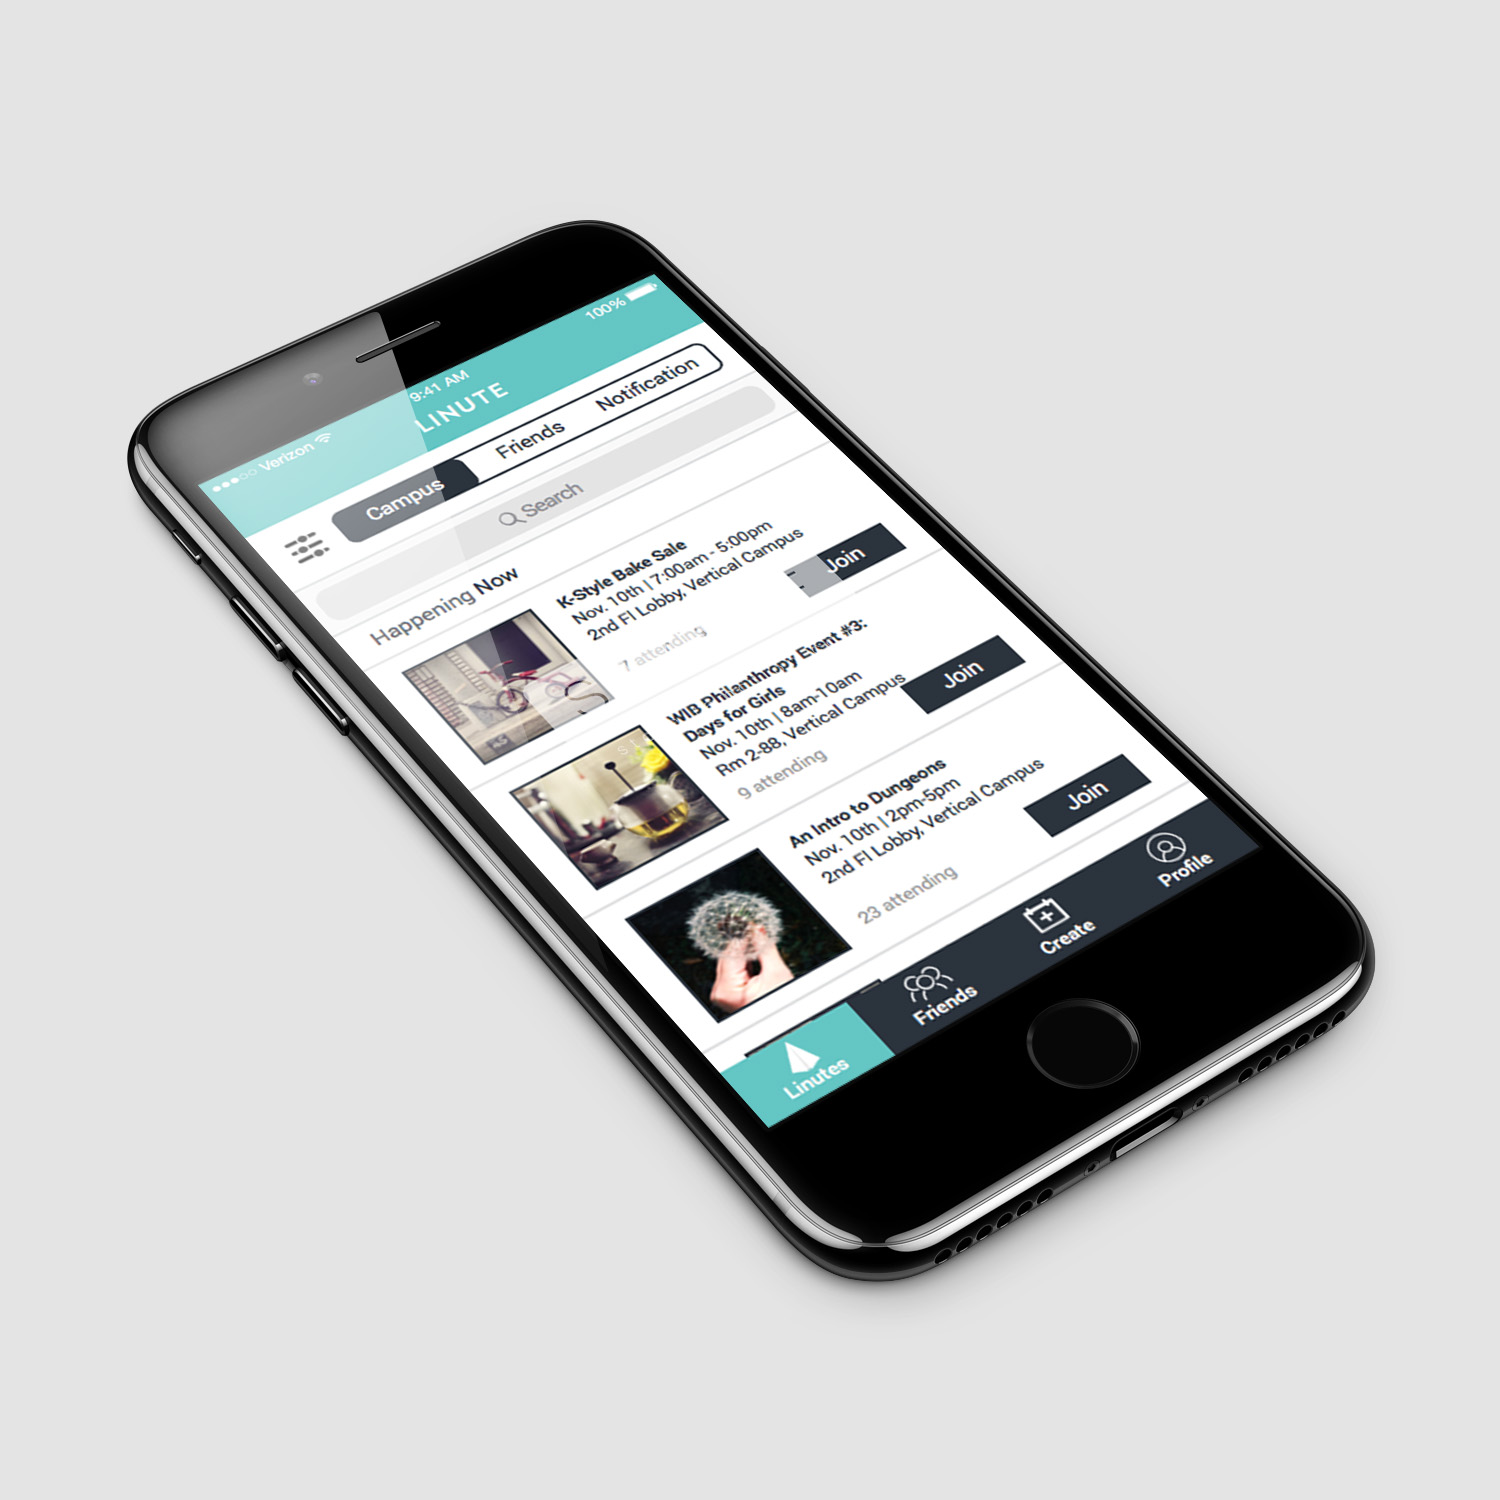 Verizon
9:41 AM
100%
LINUTE
Campus
Friends
Notification
Search
Happening Now
K-Style Bake Sale
Nov. 10th | 7:00am - 5:00pm
2nd Fl Lobby, Vertical Campus
7 attending
Join
WIB Philanthropy Event #3:
Days for Girls
Nov. 10th | 8am-10am
Rm 2-88, Vertical Campus
9 attending
Join
An Intro to Dungeons
Nov. 10th | 2pm-5pm
2nd Fl Lobby, Vertical Campus
23 attending
Join
Linutes
Friends
Create
Profile